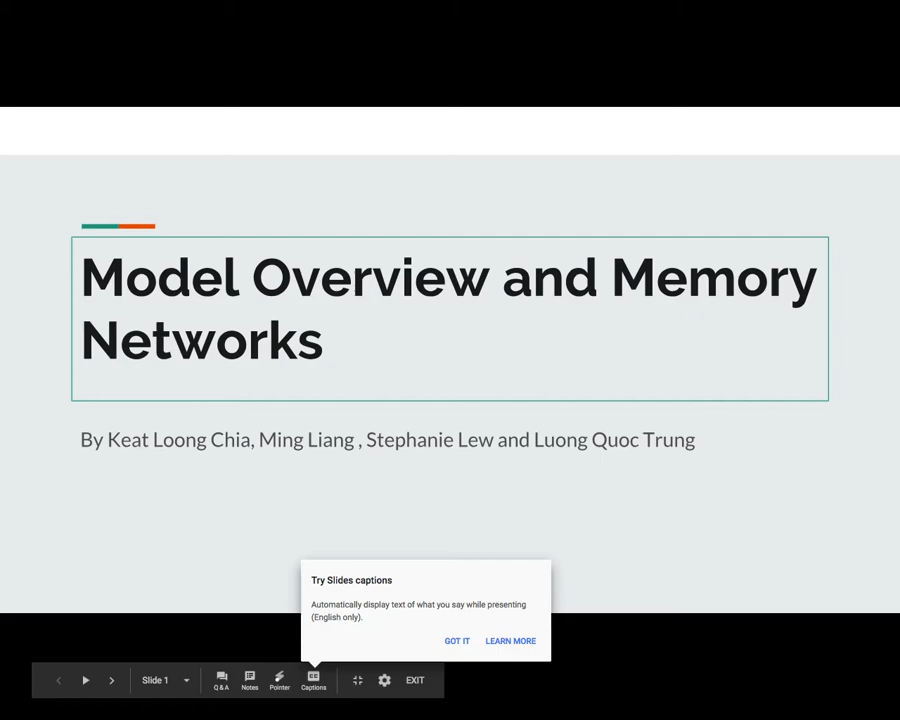 Model Overview and Memory
Networks
By Keat Loong Chia, Ming Liang , Stephanie Lew and Luong Quoc Trung
Try Slides captions
Automatically display text of what you say while presenting
(English only).
GOT IT LEARN MORE
Slide 1 Q & A Notes Pointer CC Captions EXIT